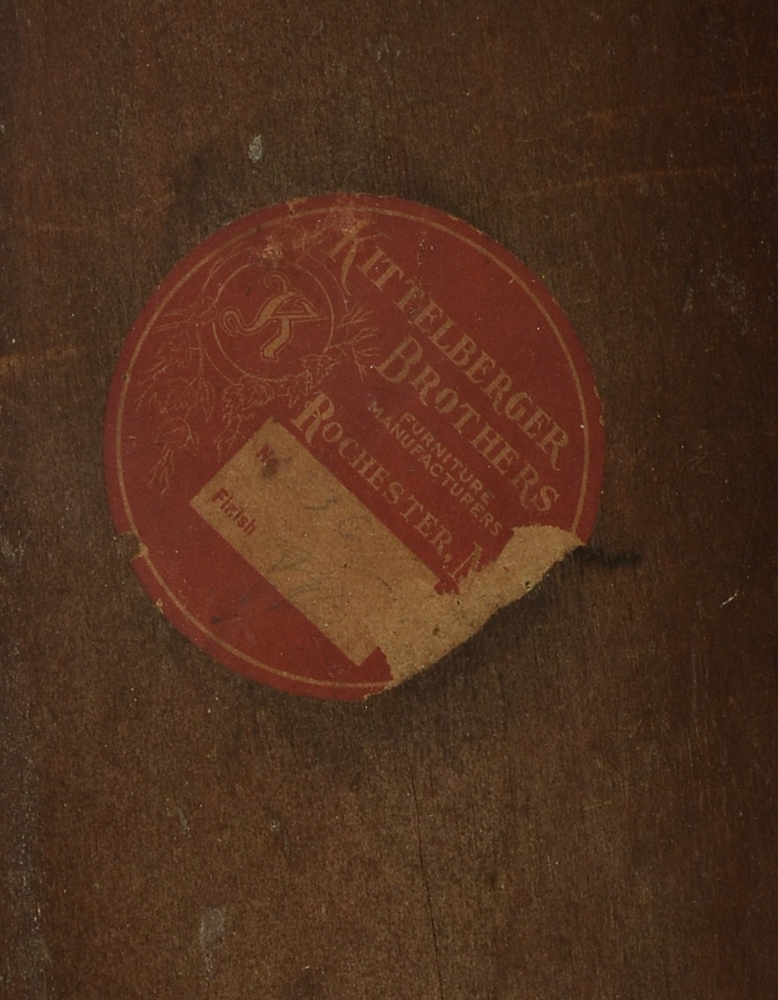 K
KITTELBERGER
BROTHERS
FURNITURE
MANUFACTURERS
ROCHESTER, N
No
Finish